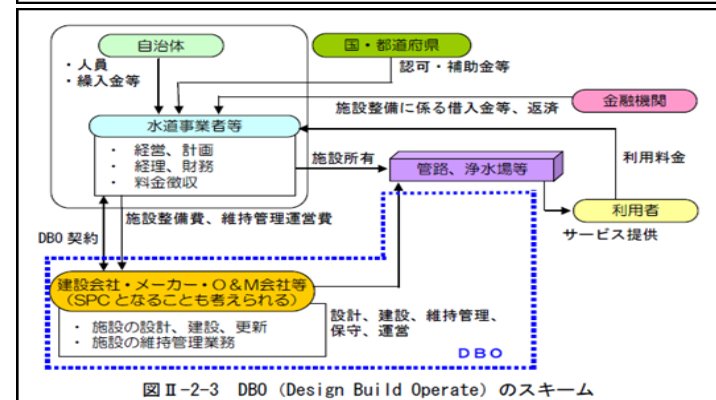 自治体
国・都道府県
・人員
・繰入金等
認可・補助金等
金融機関
施設整備に係る借入金等、返済
水道事業者等
・ 経営、計画
・ 経理、財務
・ 料金徴収
施設所有
管路、浄水場等
利用料金
利用者
サービス提供
施設整備費、維持管理運営費
DBO 契約
建設会社・メーカー・O＆M会社等
（SPC となることも考えられる）
・ 施設の設計、建設、更新
・ 施設の維持管理業務
設計、建設、維持管理、
保守、運営
DBO
図Ⅱ-2-3 DBO (Design Build Operate) のスキーム